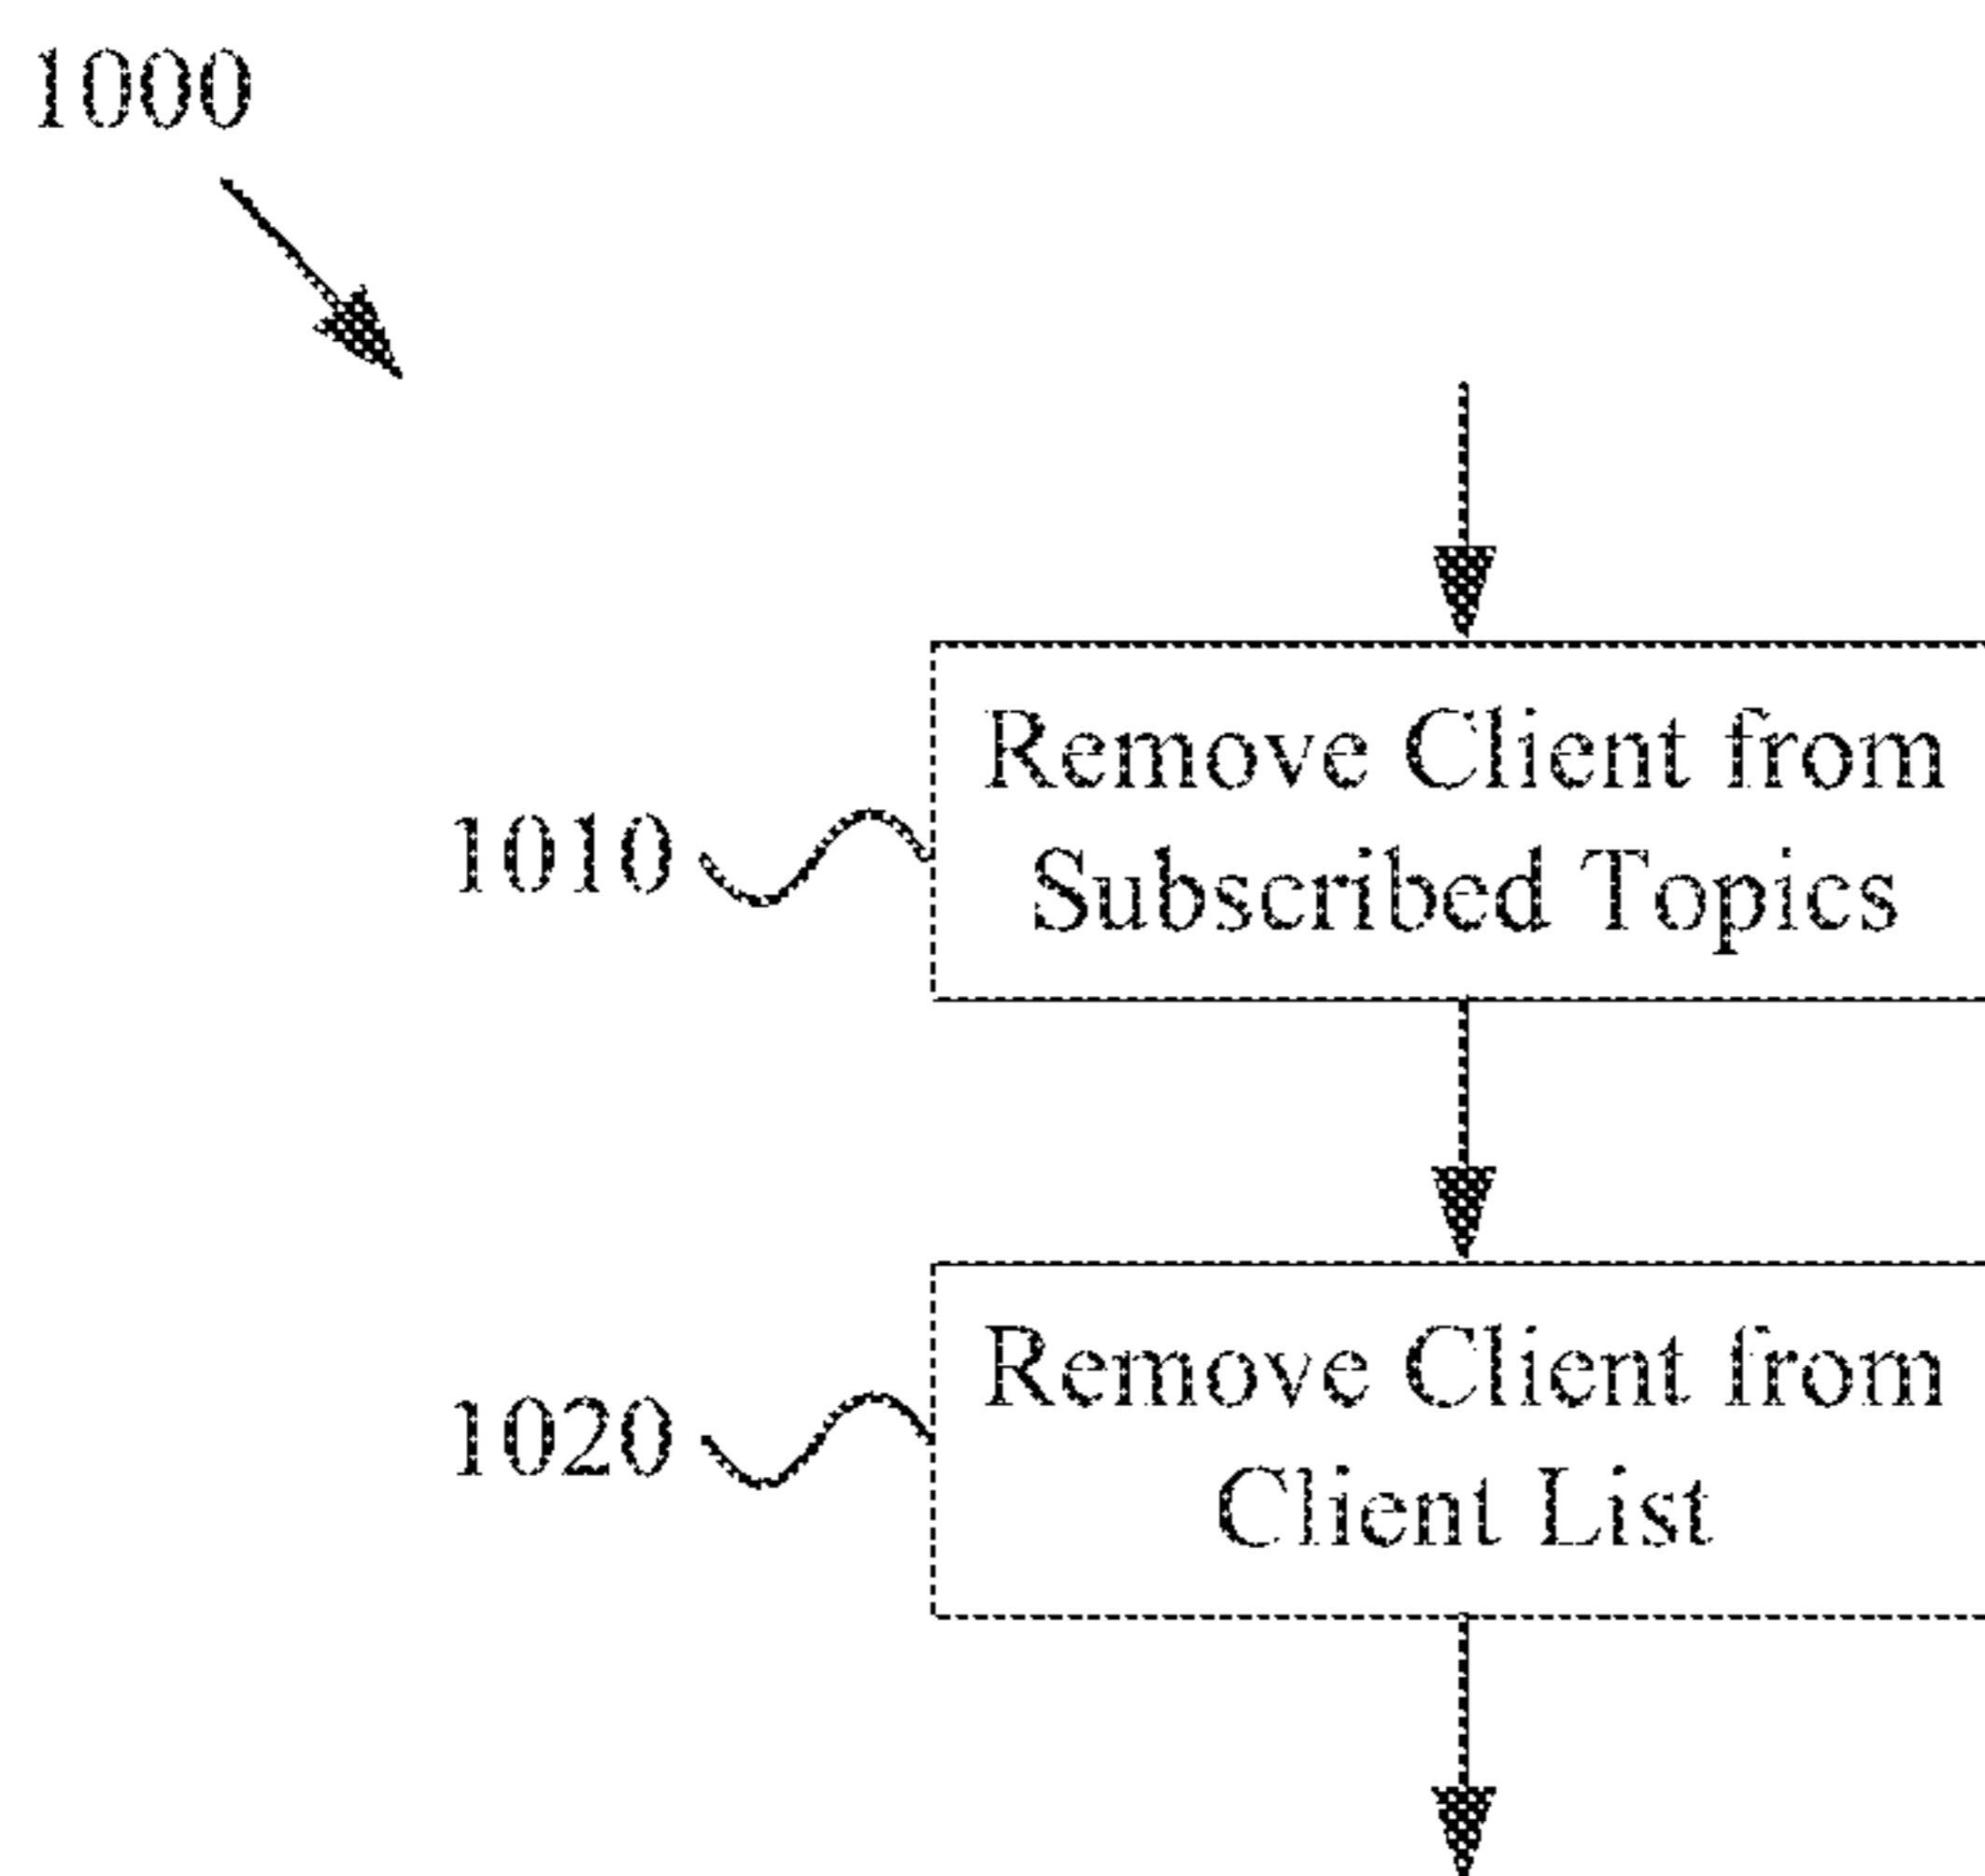 1000
Remove Client from
Subscribed Topics
1010
Remove Client from
Client List
1020